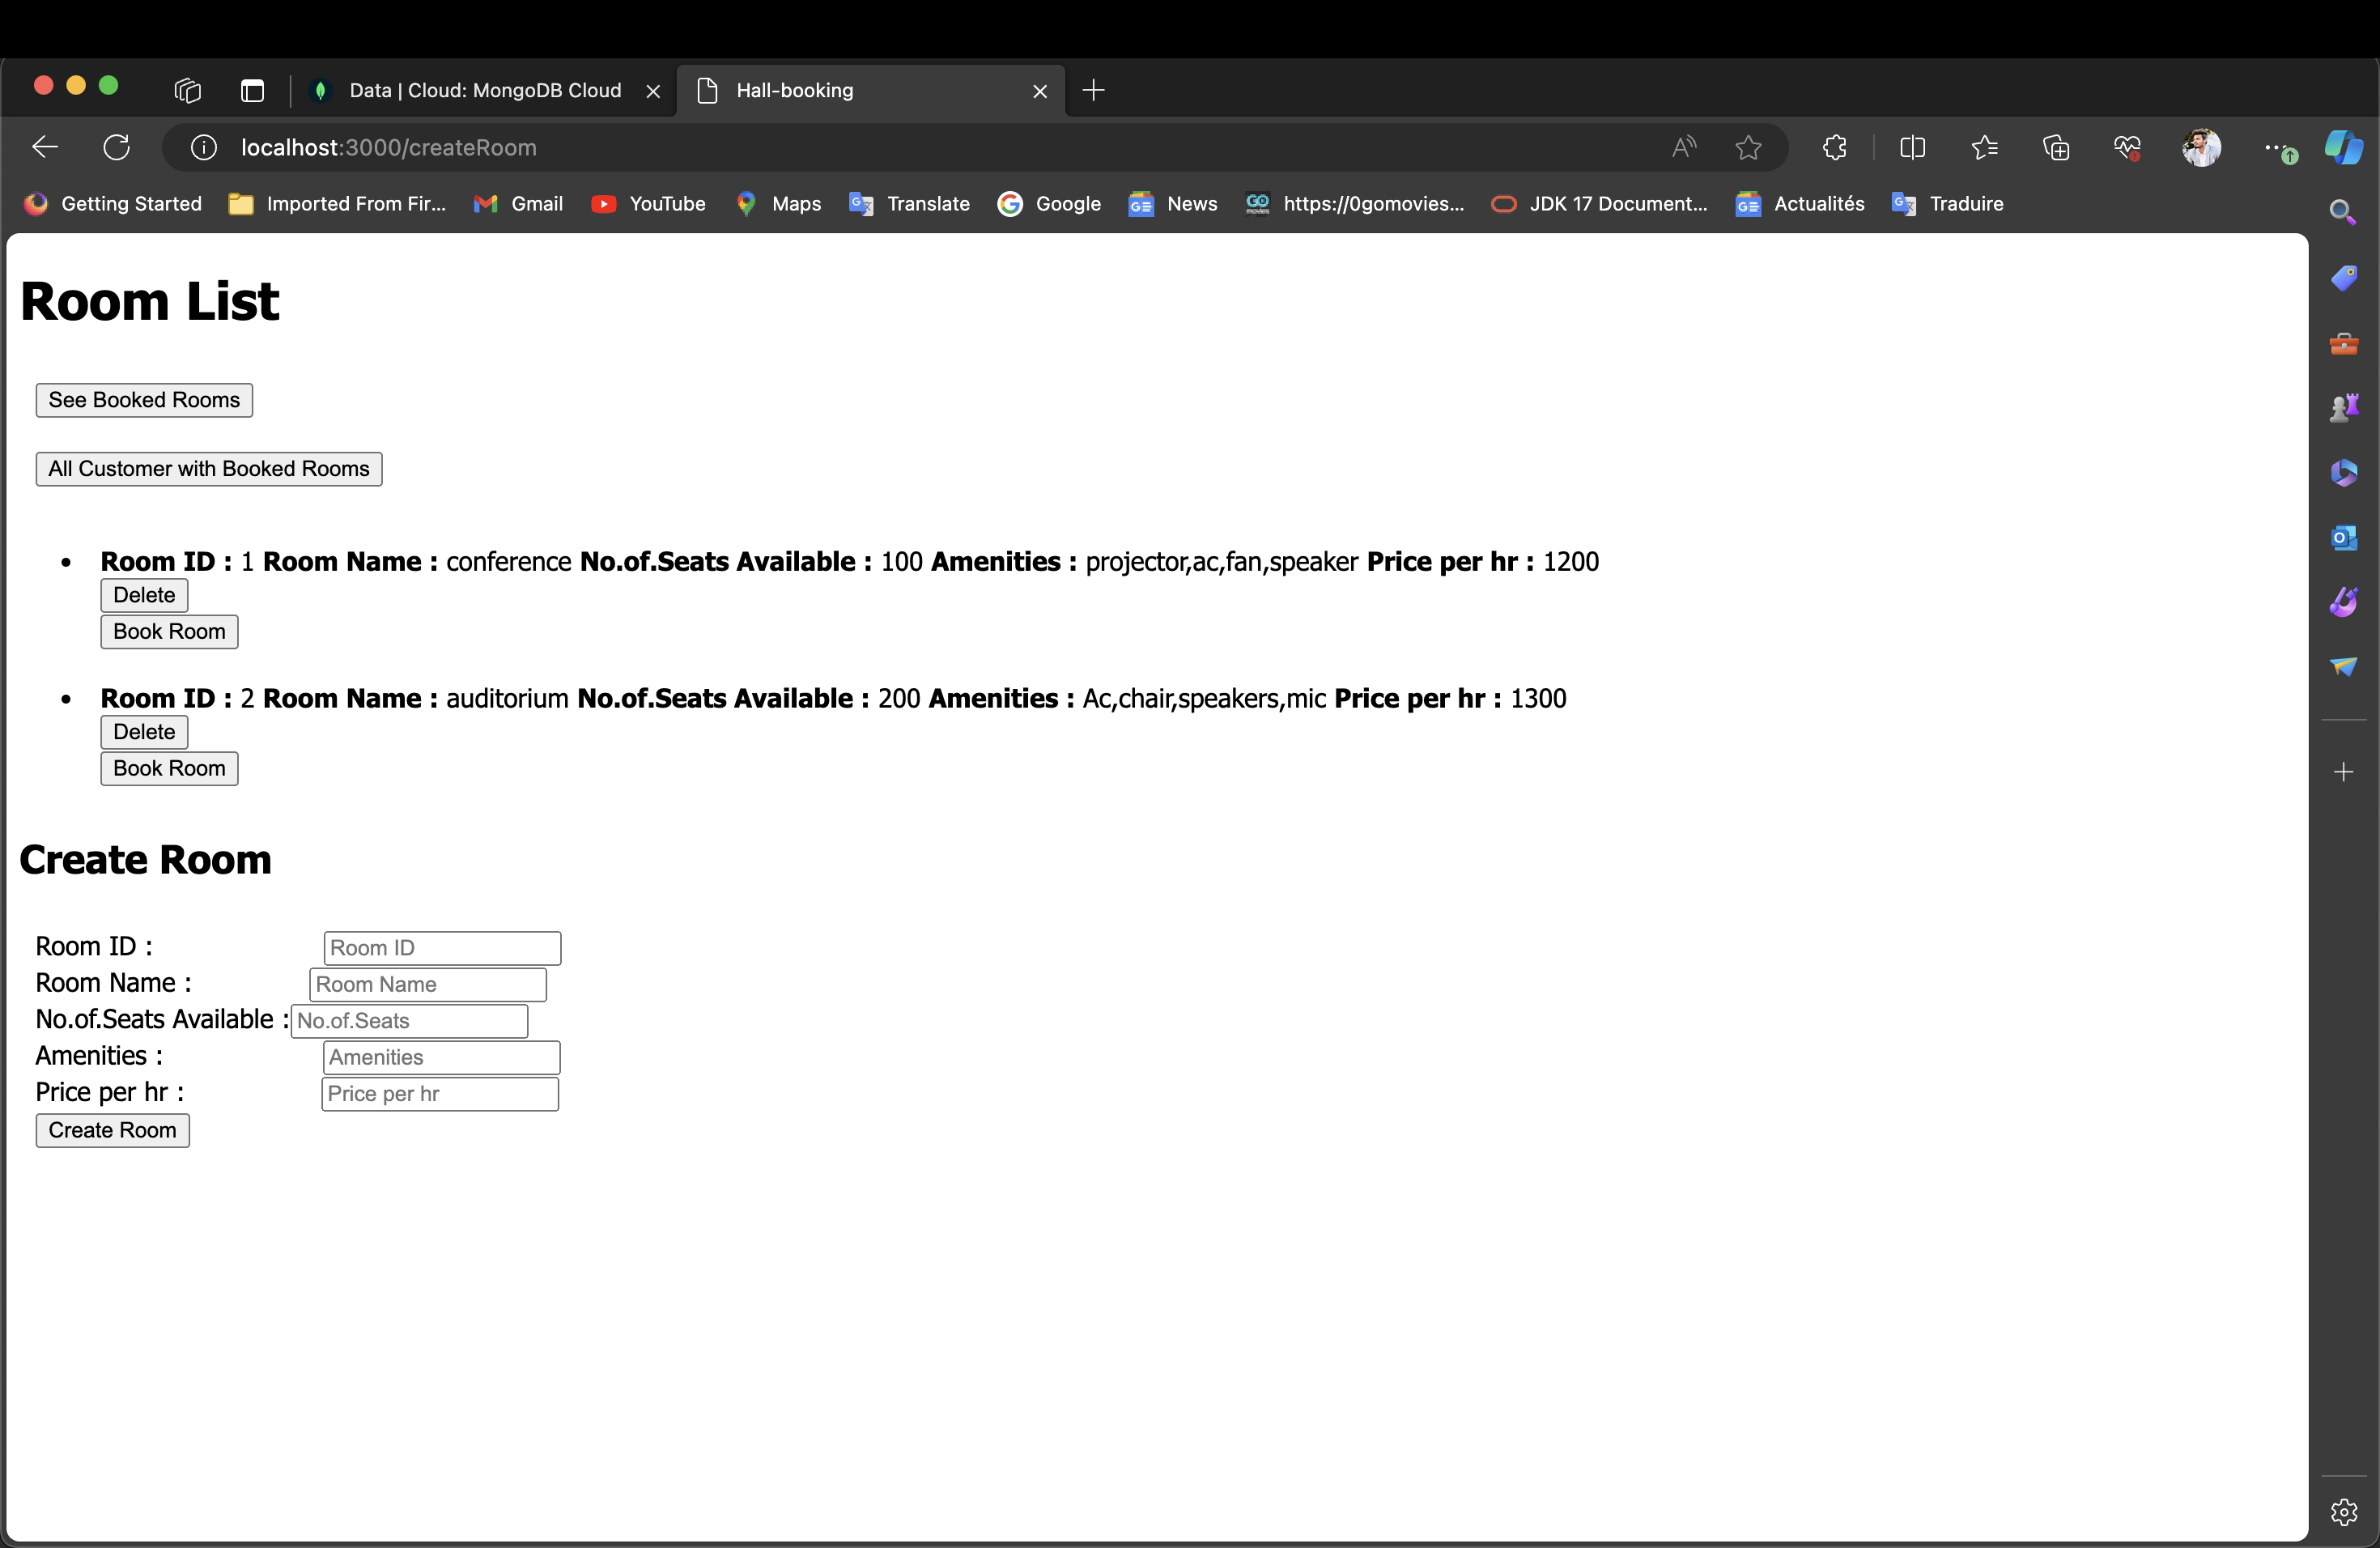 Data | Cloud: MongoDB Cloud
Hall-booking
localhost:3000/createRoom
Getting Started
Imported From Fir...
Gmail
YouTube
Maps
Translate
Google
News
https://0gomovies...
JDK 17 Document...
Actualités
Traduire
Room List
See Booked Rooms
All Customer with Booked Rooms
Room ID : 1 Room Name : conference No.of.Seats Available : 100 Amenities : projector,ac,fan,speaker Price per hr : 1200
Delete
Book Room
Room ID : 2 Room Name : auditorium No.of.Seats Available : 200 Amenities : Ac,chair,speakers,mic Price per hr : 1300
Delete
Book Room
Create Room
Room ID : Room ID
Room Name : Room Name
No.of.Seats Available : No.of.Seats
Amenities : Amenities
Price per hr : Price per hr
Create Room